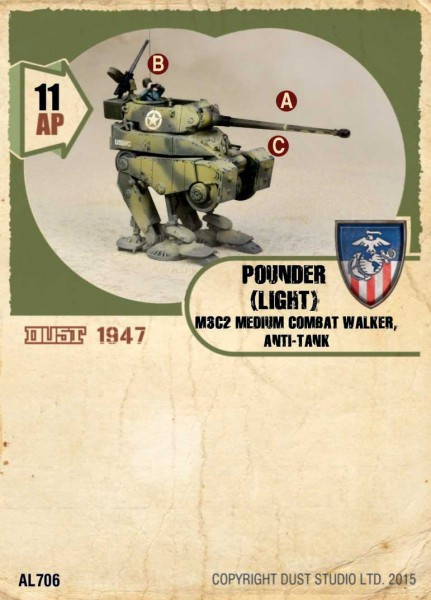 11
AP
B
A
C
POUNDER
(LIGHT)
M3C2 MEDIUM COMBAT WALKER,
ANTI-TANK
DUST 1947
AL706
COPYRIGHT DUST STUDIO LTD. 2015